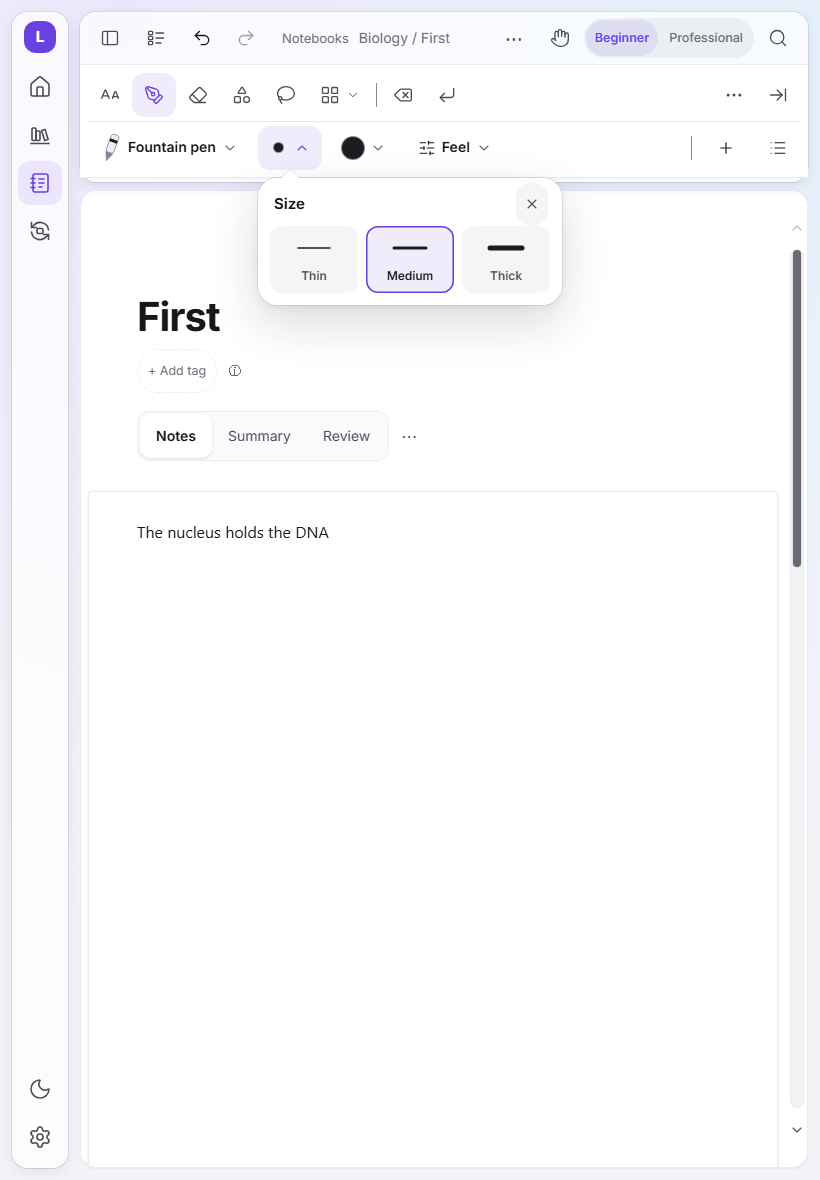 L
Notebooks Biology / First
Beginner Professional
AA
Fountain pen
Feel
Size
Thin Medium Thick
First
+ Add tag
Notes Summary Review
The nucleus holds the DNA